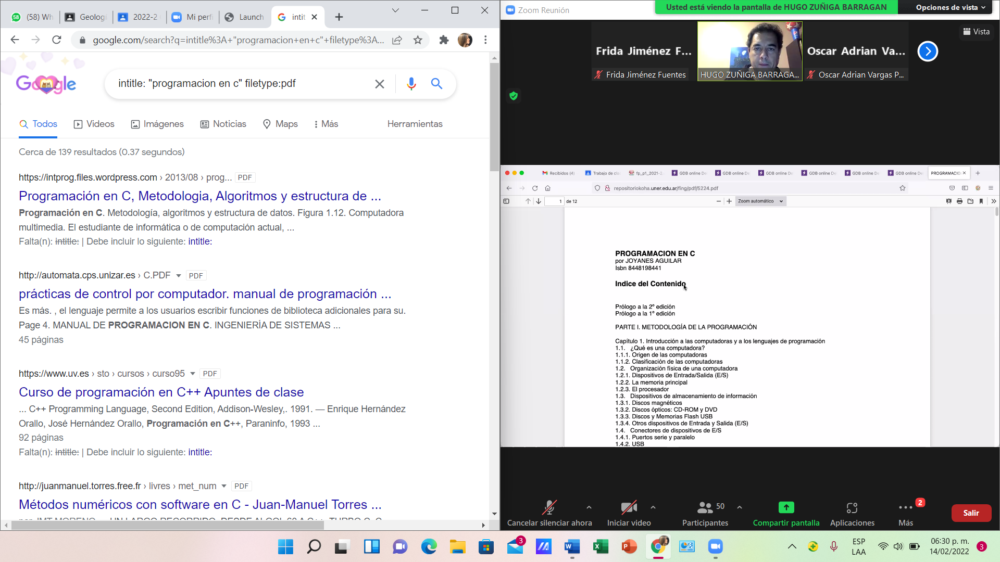 (58) Wh
Geologí
2022-2
Mi perfi
Launch
intit
google.com/search?q=intitle%3A+"programacion+en+c"+filetype%3A...
Google
intitle: "programacion en c" filetype:pdf
Todos
Videos
Imágenes
Noticias
Maps
Más
Herramientas
Cerca de 139 resultados (0.37 segundos)
https://intprog.files.wordpress.com › 2013/08 › prog... PDF
Programación en C, Metodologia, Algoritmos y estructura de ...
Programación en C. Metodología, algoritmos y estructura de datos. Figura 1.12. Computadora
multimedia. El estudiante de informática o de computación actual, ...
Falta(n): intitle: | Debe incluir lo siguiente: intitle:
http://automata.cps.unizar.es › C.PDF PDF
prácticas de control por computador. manual de programación ...
Es más. , el lenguaje permite a los usuarios escribir funciones de biblioteca adicionales para su.
Page 4. MANUAL DE PROGRAMACION EN C. INGENIERÍA DE SISTEMAS ...
45 páginas
https://www.uv.es › sto › cursos › curso95 PDF
Curso de programación en C++ Apuntes de clase
... C++ Programming Language, Second Edition, Addison-Wesley,. 1991. — Enrique Hernández
Orallo, José Hernández Orallo, Programación en C++, Paraninfo, 1993 ...
92 páginas
Falta(n): intitle: | Debe incluir lo siguiente: intitle:
http://juanmanuel.torres.free.fr › livres › met_num PDF
Métodos numéricos con software en C - Juan-Manuel Torres ...
Zoom Reunión
Usted está viendo la pantalla de HUGO ZUÑIGA BARRAGAN
Opciones de vista
Vista
Frida Jiménez F...
Frida Jiménez Fuentes
HUGO ZUÑIGA BARRAGA...
Oscar Adrian Va...
Oscar Adrian Vargas P...
Recibidos (4)
Trabajo de cla
fp_p1_2021-2
GDB online De
GDB online De
GDB online De
GDB online De
GDB online De
GDB online De
PROGRAMACIO
repositoriokoha.uner.edu.ar/fing/pdf/5224.pdf
1 de 12
Zoom automático
PROGRAMACION EN C
por JOYANES AGUILAR
Isbn 8448198441
Indice del Contenido
Prólogo a la 2º edición
Prólogo a la 1º edición
PARTE I. METODOLOGÍA DE LA PROGRAMACIÓN
Capítulo 1. Introducción a las computadoras y a los lenguajes de programación
1.1. ¿Qué es una computadora?
1.1.1. Origen de las computadoras
1.1.2. Clasificación de las computadoras
1.2. Organización física de una computadora
1.2.1. Dispositivos de Entrada/Salida (E/S)
1.2.2. La memoria principal
1.2.3. El procesador
1.3. Dispositivos de almacenamiento de información
1.3.1. Discos magnéticos
1.3.2. Discos ópticos: CD-ROM y DVD
1.3.3. Discos y Memorias Flash USB
1.3.4. Otros dispositivos de Entrada y Salida (E/S)
1.4. Conectores de dispositivos de E/S
1.4.1. Puertos serie y paralelo
1.4.2. USB
Cancelar silenciar ahora
Iniciar video
50
Participantes
Compartir pantalla
Aplicaciones
2
Más
Salir
3
ESP
LAA
06:30 p. m.
14/02/2022
3